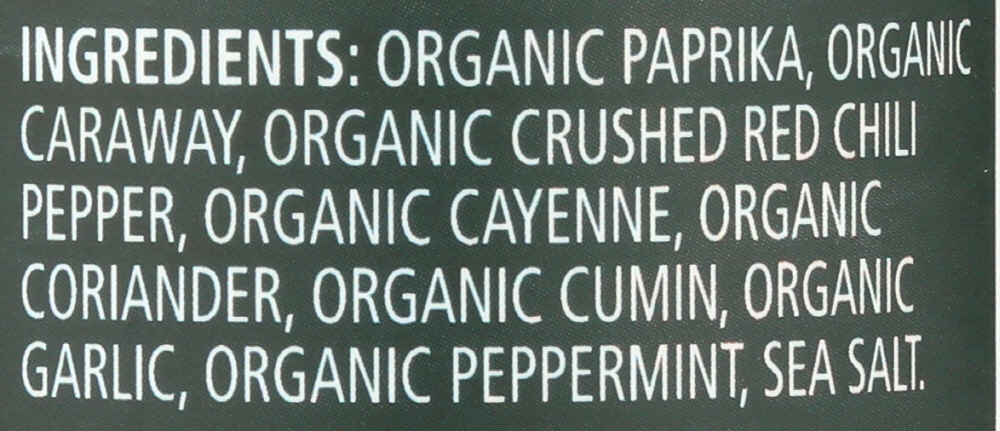 INGREDIENTS: ORGANIC PAPRIKA, ORGANIC
CARAWAY, ORGANIC CRUSHED RED CHILI
PEPPER, ORGANIC CAYENNE, ORGANIC
CORIANDER, ORGANIC CUMIN, ORGANIC
GARLIC, ORGANIC PEPPERMINT, SEA SALT.